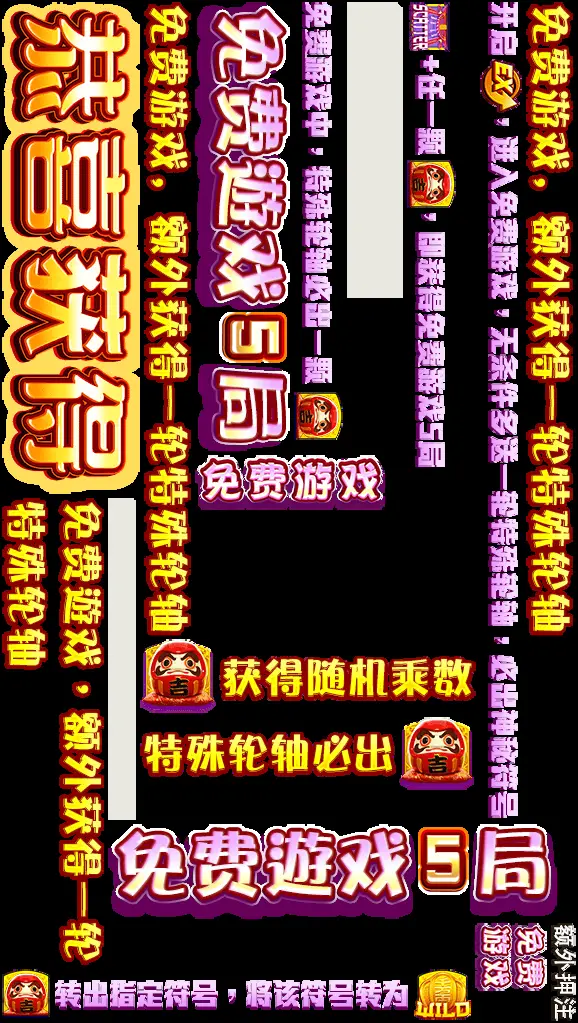 恭喜获得
免费游戏，额外获得一轮特殊轮轴
免费遊戏5局
免费游戏中，特殊轮轴必出一颗
SCATTER
+任一颗，即获得免费游戏5局
开启EX，进入免费游戏，无条件多送一轮特殊轮轴，必出神秘符号
免费游戏，额外获得一轮特殊轮轴
免费游戏
免费遊戏，额外获得一轮
特殊轮轴
吉
获得随机乘数
特殊轮轴必出
吉
免费遊戏5局
额外押注
免费
游戏
转出指定符号，将该符号转为
WILD